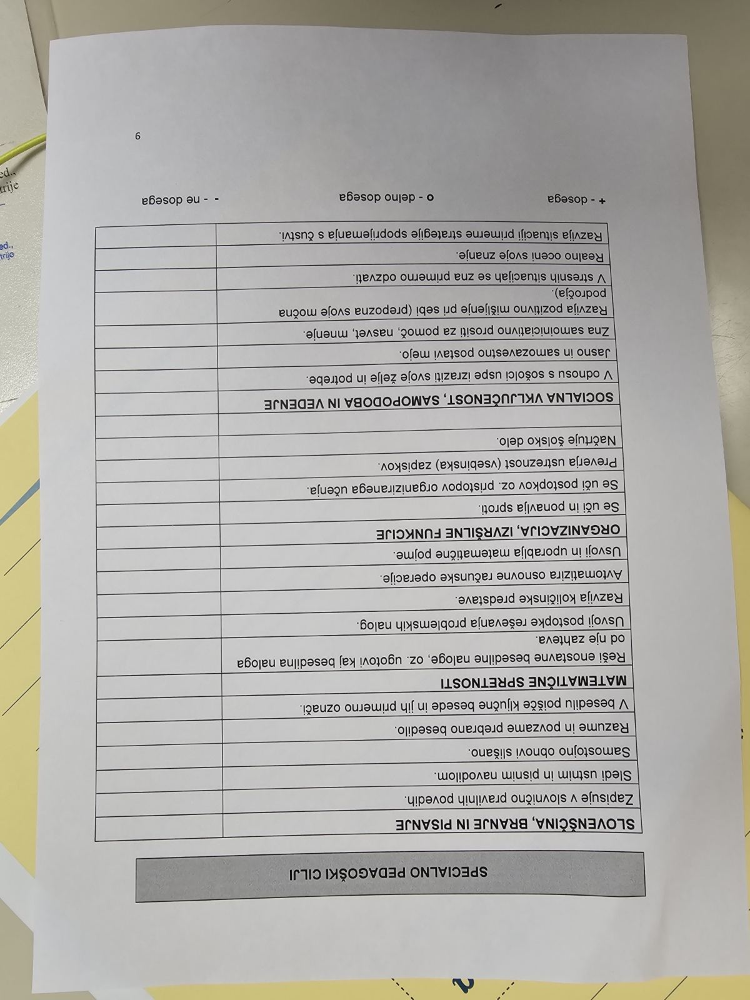 SPECIALNO PEDAGOŠKI CILJI
SLOVENŠČINA, BRANJE IN PISANJE
Zapisuje v slovnično pravilnih povedih.
Sledi ustnim in pisnim navodilom.
Samostojno obnovi slišano.
Razume in povzame prebrano besedilo.
V besedilu poišče ključne besede in jih primerno označi.
MATEMATIČNE SPRETNOSTI
Reši enostavne besedilne naloge, oz. ugotovi kaj besedilna naloga
od nje zahteva.
Usvoji postopke reševanja problemskih nalog.
Razvija količinske predstave.
Avtomatizira osnovne računske operacije.
Usvoji in uporablja matematične pojme.
ORGANIZACIJA, IZVRŠILNE FUNKCIJE
Se uči in ponavlja sproti.
Se uči postopkov oz. pristopov organiziranega učenja.
Preverja ustreznost (vsebinska) zapiskov.
Načrtuje šolsko delo.
SOCIALNA VKLJUČENOST, SAMOPODOBA IN VEDENJE
V odnosu s sošolci uspe izraziti svoje želje in potrebe.
Jasno in samozavestno postavi mejo.
Zna samoiniciativno prositi za pomoč, nasvet, mnenje.
Razvija pozitivno mišljenje pri sebi (prepozna svoje močna
področja).
V stresnih situacijah se zna primerno odzvati.
Realno oceni svoje znanje.
Razvija situaciji primerne strategije spoprijemanja s čustvi.
+ - dosega o - delno dosega - - ne dosega
9
ed.,
trije
ed.,
trije